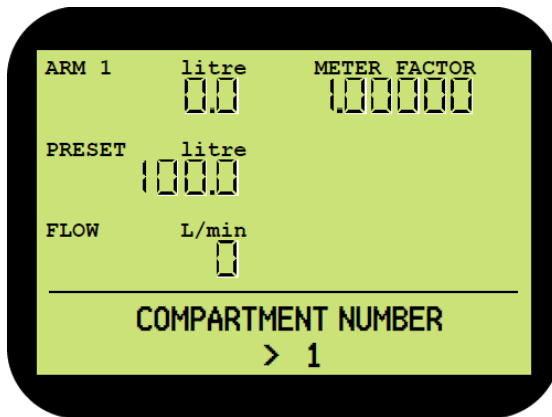 ARM 1 litre METER FACTOR
0.0 1.00000
PRESET litre
100.0
FLOW L/min
0
COMPARTMENT NUMBER
> 1